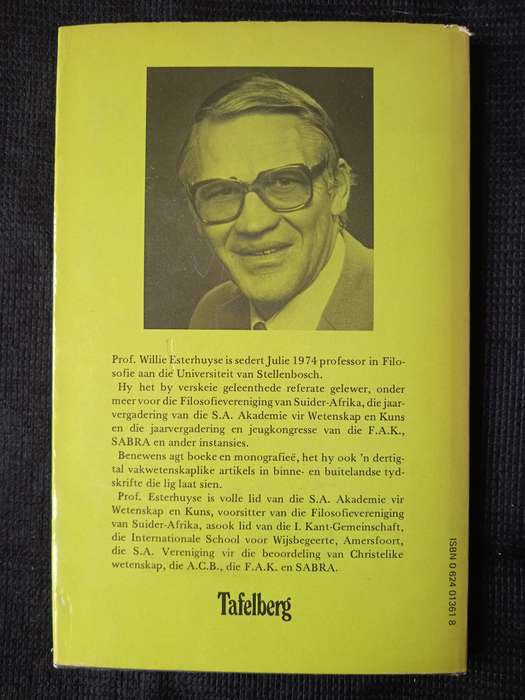 Prof. Willie Esterhuyse is sedert Julie 1974 professor in Filo-
sofie aan die Universiteit van Stellenbosch.
Hy het by verskeie geleenthede referate gelewer, onder
meer voor die Filosofievereniging van Suider-Afrika, die jaar-
vergadering van die S.A. Akademie vir Wetenskap en Kuns
en die jaarvergadering en jeugkongresse van die F.A.K.,
SABRA en ander instansies.
Benewens agt boeke en monografieë, het hy ook 'n dertig-
tal vakwetenskaplike artikels in binne- en buitelandse tyd-
skrifte die lig laat sien.
Prof. Esterhuyse is volle lid van die S.A. Akademie vir
Wetenskap en Kuns, voorsitter van die Filosofievereniging
van Suider-Afrika, asook lid van die I. Kant-Gemeinschaft,
die Internationale School voor Wijsbegeerte, Amersfoort,
die S.A. Vereniging vir die beoordeling van Christelike
wetenskap, die A.C.B., die F.A.K. en SABRA.
Tafelberg
ISBN 0 624 01361 8